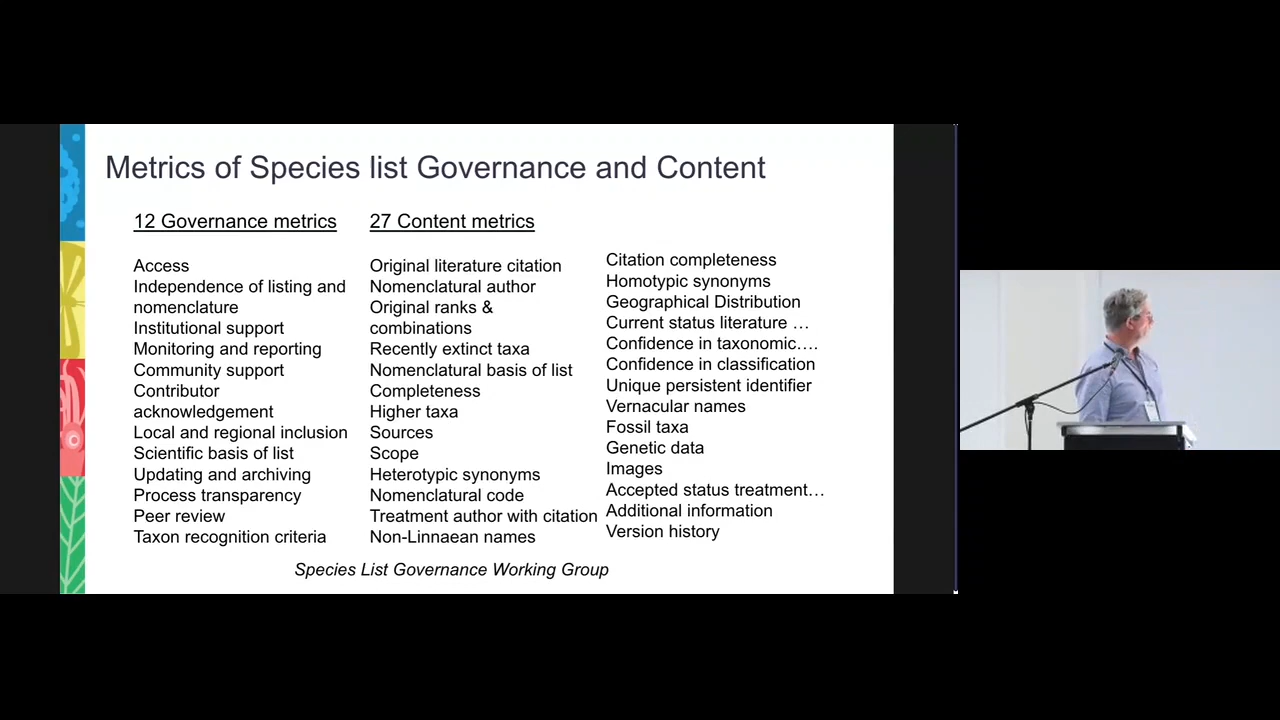 Metrics of Species list Governance and Content
12 Governance metrics
Access
Independence of listing and
nomenclature
Institutional support
Monitoring and reporting
Community support
Contributor
acknowledgement
Local and regional inclusion
Scientific basis of list
Updating and archiving
Process transparency
Peer review
Taxon recognition criteria
27 Content metrics
Original literature citation
Nomenclatural author
Original ranks &
combinations
Recently extinct taxa
Nomenclatural basis of list
Completeness
Higher taxa
Sources
Scope
Heterotypic synonyms
Nomenclatural code
Treatment author with citation
Non-Linnaean names
Citation completeness
Homotypic synonyms
Geographical Distribution
Current status literature …
Confidence in taxonomic….
Confidence in classification
Unique persistent identifier
Vernacular names
Fossil taxa
Genetic data
Images
Accepted status treatment…
Additional information
Version history
Species List Governance Working Group